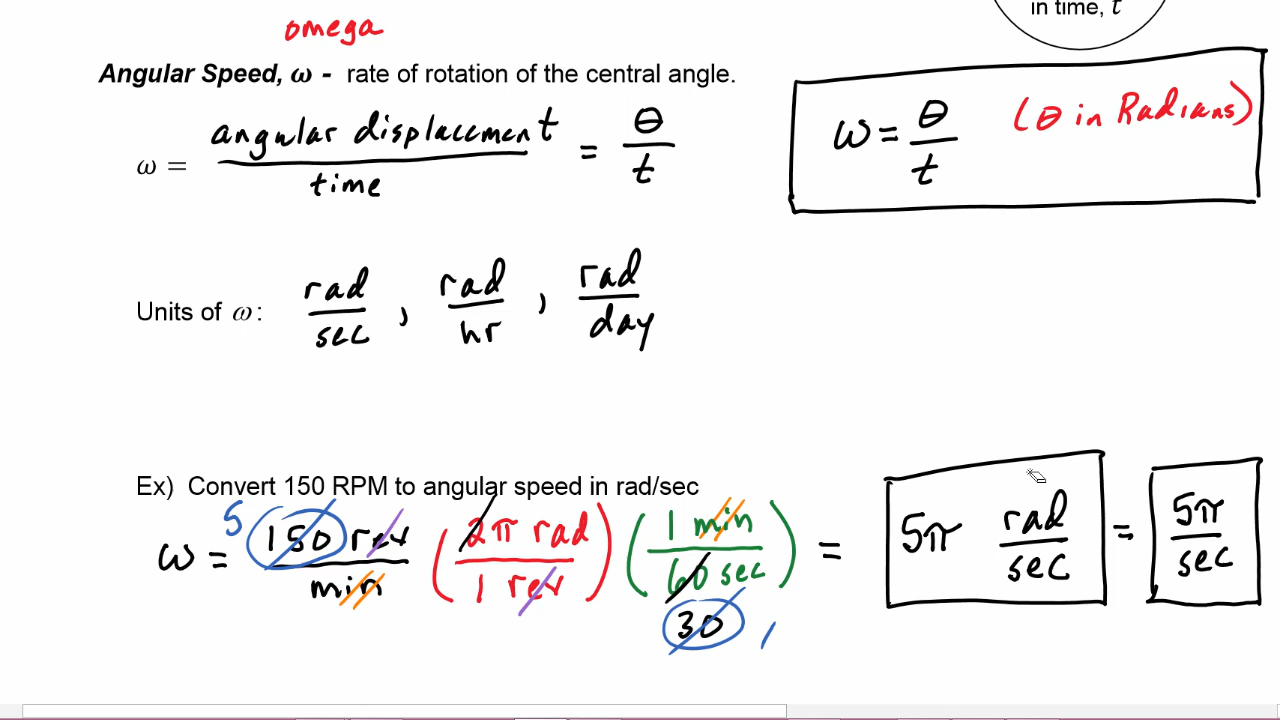 in time, t
omega
Angular Speed, ω - rate of rotation of the central angle.
ω = angular displacement / time = θ / t
ω = θ / t (θ in Radians)
Units of ω: rad / sec , rad / hr , rad / day
Ex) Convert 150 RPM to angular speed in rad/sec
5
ω = 150 rev / min ( 2π rad / 1 rev ) ( 1 min / 60 sec ) = 5π rad / sec = 5π / sec
30